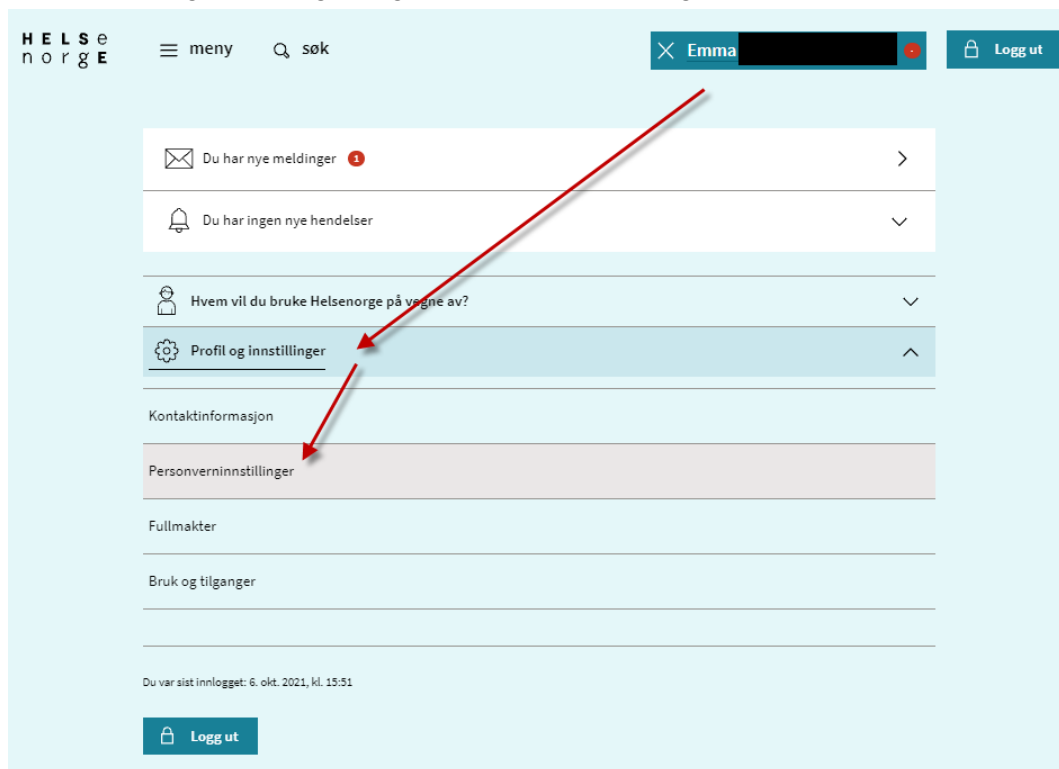 HELSe
norgE
meny
søk
Emma
Logg ut
Du har nye meldinger 1
Du har ingen nye hendelser
Hvem vil du bruke Helsenorge på vegne av?
Profil og innstillinger
Kontaktinformasjon
Personverninnstillinger
Fullmakter
Bruk og tilganger
Du var sist innlogget: 6. okt. 2021, kl. 15:51
Logg ut